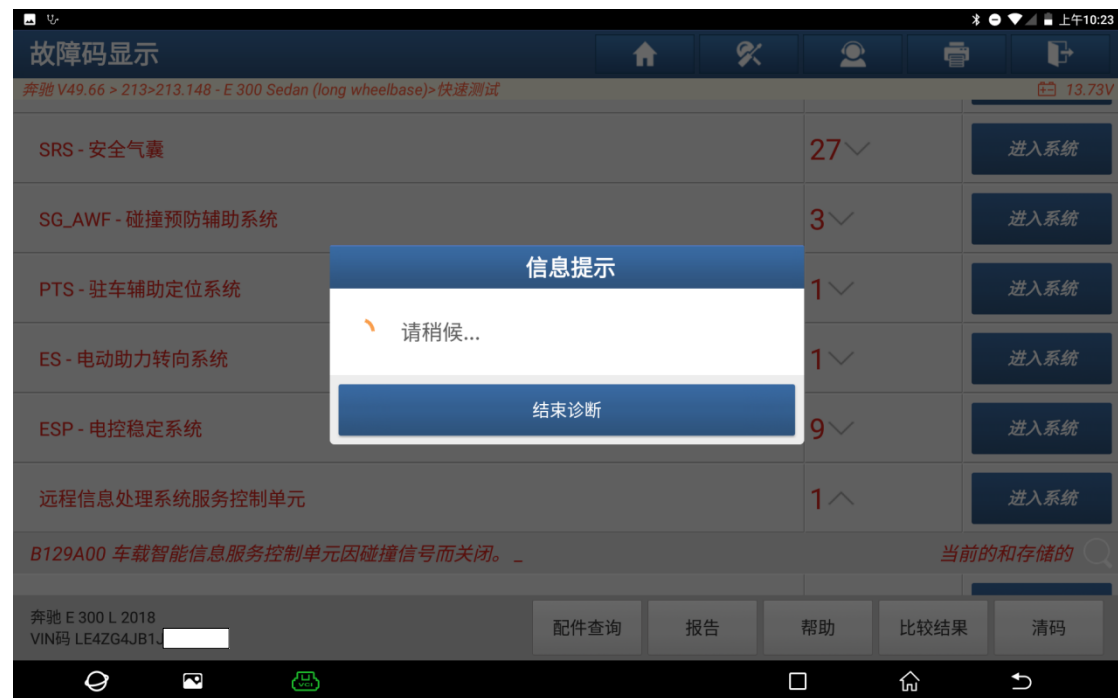 上午10:23
故障码显示
奔驰 V49.66 > 213>213.148 - E 300 Sedan (long wheelbase)>快速测试
13.73V
SRS - 安全气囊
27
进入系统
SG_AWF - 碰撞预防辅助系统
3
进入系统
信息提示
PTS - 驻车辅助定位系统
1
进入系统
请稍候...
ES - 电动助力转向系统
1
进入系统
结束诊断
ESP - 电控稳定系统
9
进入系统
远程信息处理系统服务控制单元
1
进入系统
B129A00 车载智能信息服务控制单元因碰撞信号而关闭。_
当前的和存储的
奔驰 E 300 L 2018
VIN码 LE4ZG4JB1J
配件查询
报告
帮助
比较结果
清码
VCI